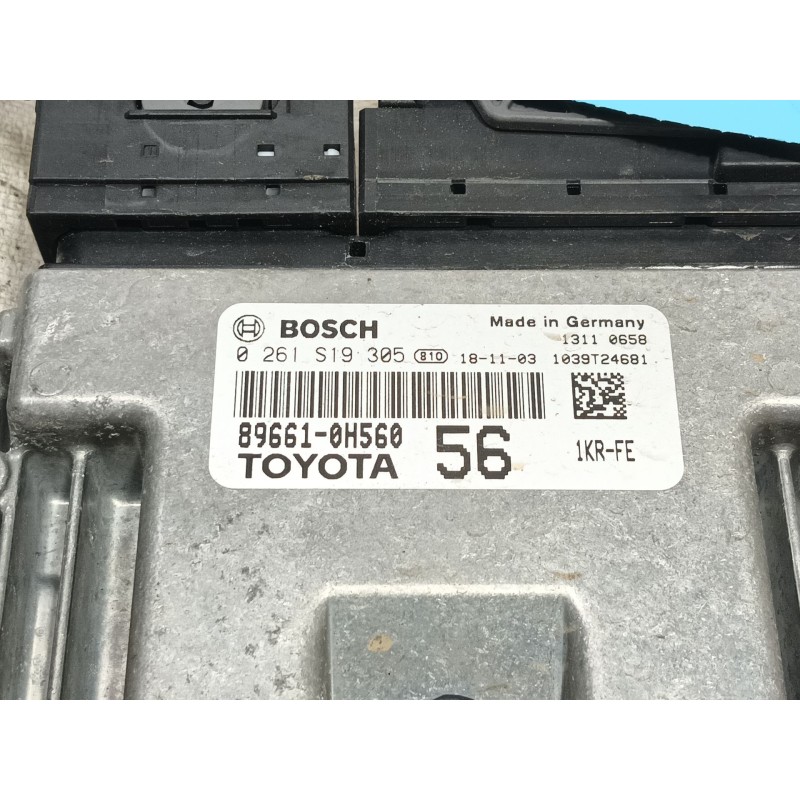 BOSCH
Made in Germany
1311 0658
0 261 S19 305 810 18-11-03 1039T24681
89661-0H560
TOYOTA 56 1KR-FE